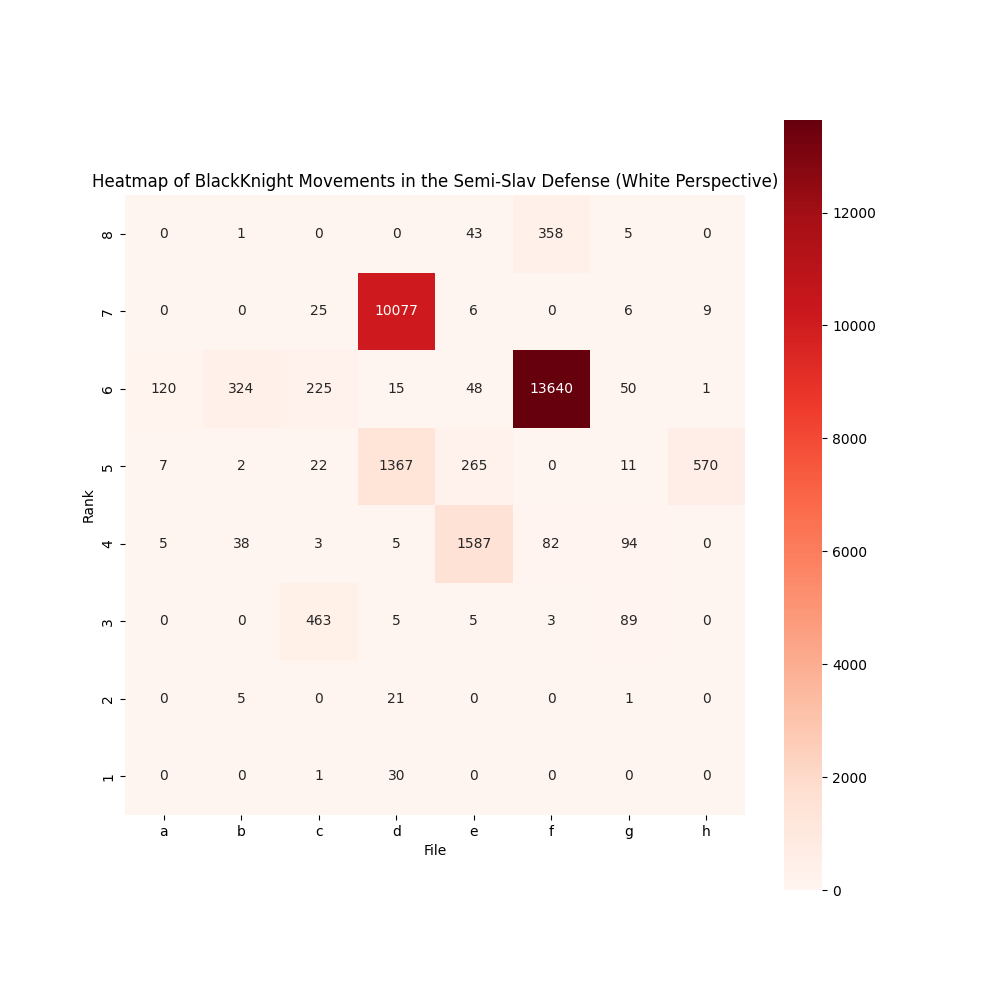 Heatmap of BlackKnight Movements in the Semi-Slav Defense (White Perspective)
8 0 1 0 0 43 358 5 0
7 0 0 25 10077 6 0 6 9
6 120 324 225 15 48 13640 50 1
5 7 2 22 1367 265 0 11 570
Rank
4 5 38 3 5 1587 82 94 0
3 0 0 463 5 5 3 89 0
2 0 5 0 21 0 0 1 0
1 0 0 1 30 0 0 0 0
a b c d e f g h
File
12000
10000
8000
6000
4000
2000
0